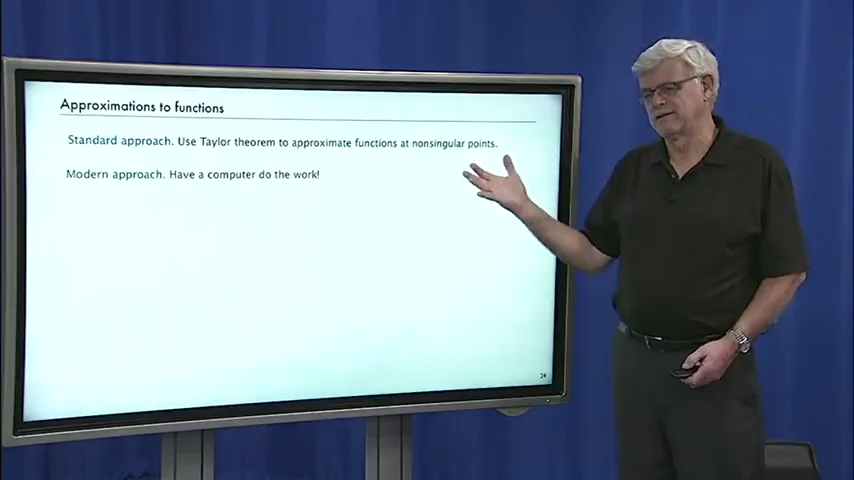 Approximations to functions
Standard approach. Use Taylor theorem to approximate functions at nonsingular points.
Modern approach. Have a computer do the work!
24